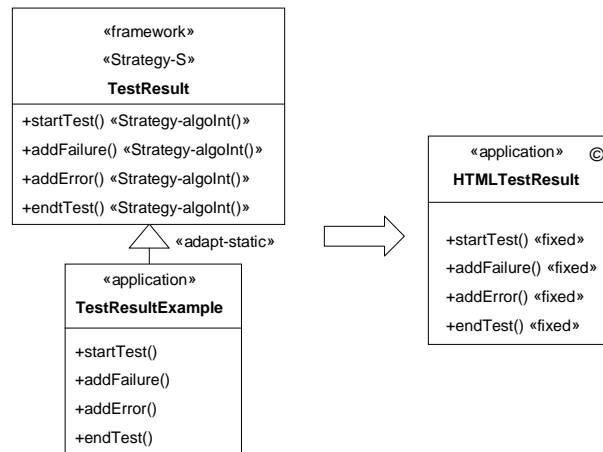 «framework»
«Strategy-S»
TestResult
+startTest() «Strategy-algoInt()»
+addFailure() «Strategy-algoInt()»
+addError() «Strategy-algoInt()»
+endtTest() «Strategy-algoInt()»
«adapt-static»
«application»
TestResultExample
+startTest()
+addFailure()
+addError()
+endTest()
«application» ©
HTMLTestResult
+startTest() «fixed»
+addFailure() «fixed»
+addError() «fixed»
+endTest() «fixed»